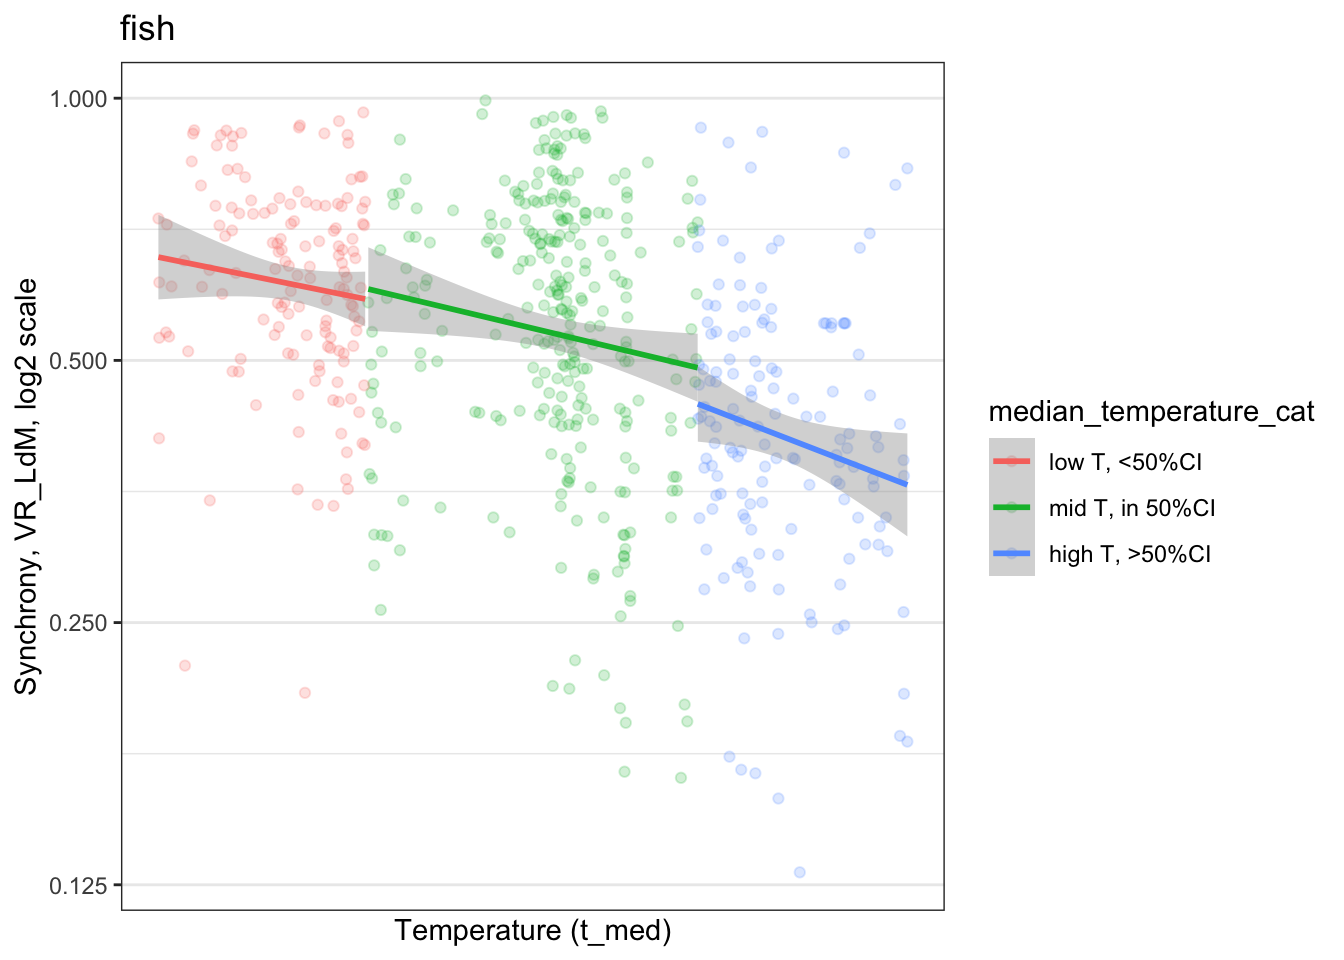 fish
1.000
0.500
0.250
0.125
Synchrony, VR_LdM, log2 scale
Temperature (t_med)
median_temperature_cat
low T, <50%CI
mid T, in 50%CI
high T, >50%CI